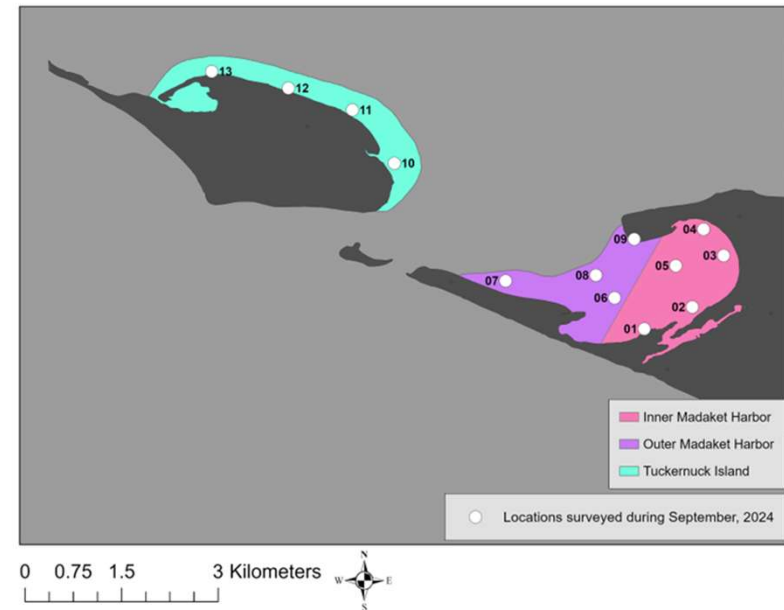 13
12
11
10
09
04
03
05
08
07
06
02
01
Inner Madaket Harbor
Outer Madaket Harbor
Tuckernuck Island
Locations surveyed during September, 2024
0 0.75 1.5 3 Kilometers
N
W E
S